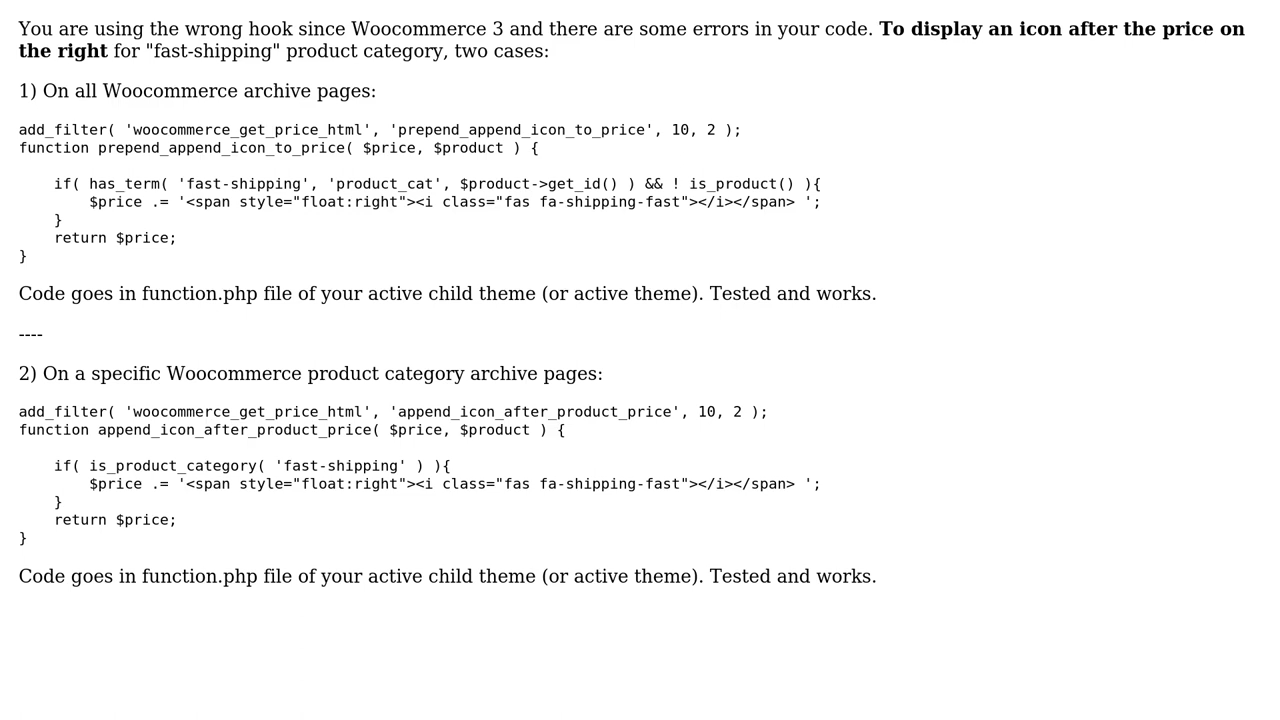 You are using the wrong hook since Woocommerce 3 and there are some errors in your code. To display an icon after the price on
the right for "fast-shipping" product category, two cases:
1) On all Woocommerce archive pages:
add_filter( 'woocommerce_get_price_html', 'prepend_append_icon_to_price', 10, 2 );
function prepend_append_icon_to_price( $price, $product ) {
    if( has_term( 'fast-shipping', 'product_cat', $product->get_id() ) && ! is_product() ){
        $price .= '<span style="float:right"><i class="fas fa-shipping-fast"></i></span> ';
    }
    return $price;
}
Code goes in function.php file of your active child theme (or active theme). Tested and works.
----
2) On a specific Woocommerce product category archive pages:
add_filter( 'woocommerce_get_price_html', 'append_icon_after_product_price', 10, 2 );
function append_icon_after_product_price( $price, $product ) {
    if( is_product_category( 'fast-shipping' ) ){
        $price .= '<span style="float:right"><i class="fas fa-shipping-fast"></i></span> ';
    }
    return $price;
}
Code goes in function.php file of your active child theme (or active theme). Tested and works.